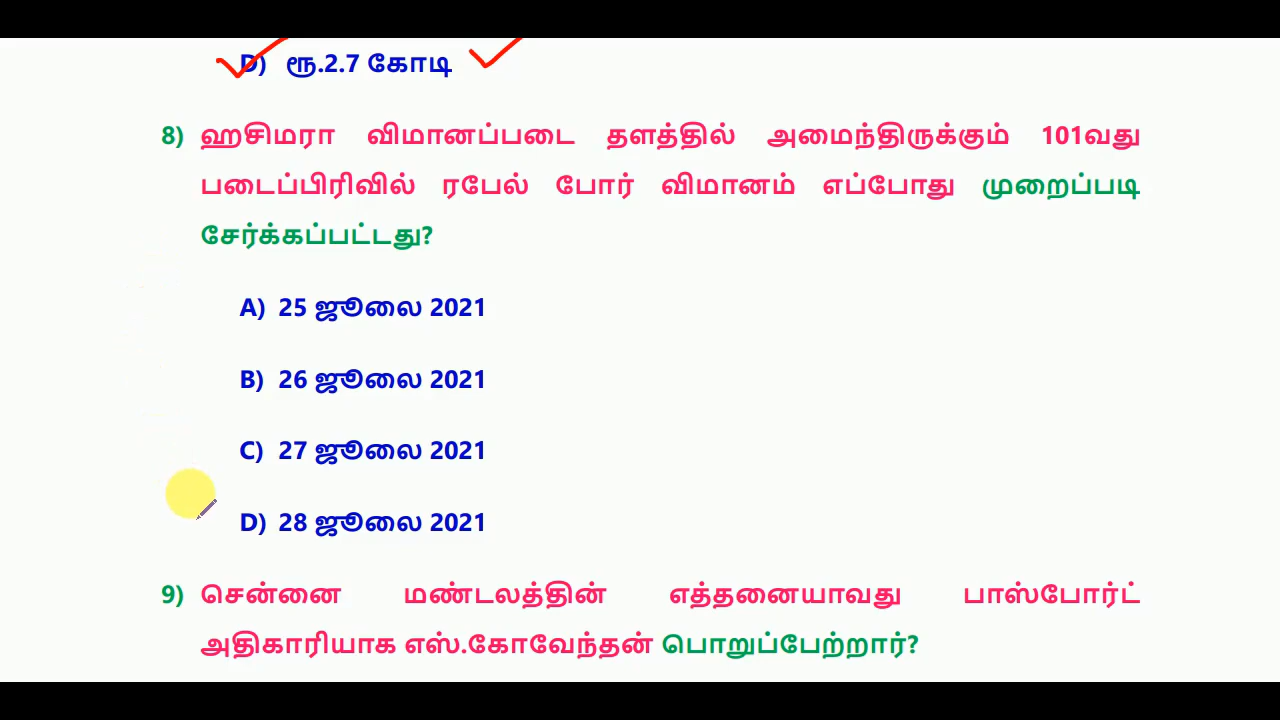 D) ரூ.2.7 கோடி
8) ஹசிமரா விமானப்படை தளத்தில் அமைந்திருக்கும் 101வது
படைப்பிரிவில் ரபேல் போர் விமானம் எப்போது முறைப்படி
சேர்க்கப்பட்டது?
A) 25 ஜூலை 2021
B) 26 ஜூலை 2021
C) 27 ஜூலை 2021
D) 28 ஜூலை 2021
9) சென்னை மண்டலத்தின் எத்தனையாவது பாஸ்போர்ட்
அதிகாரியாக எஸ்.கோவேந்தன் பொறுப்பேற்றார்?